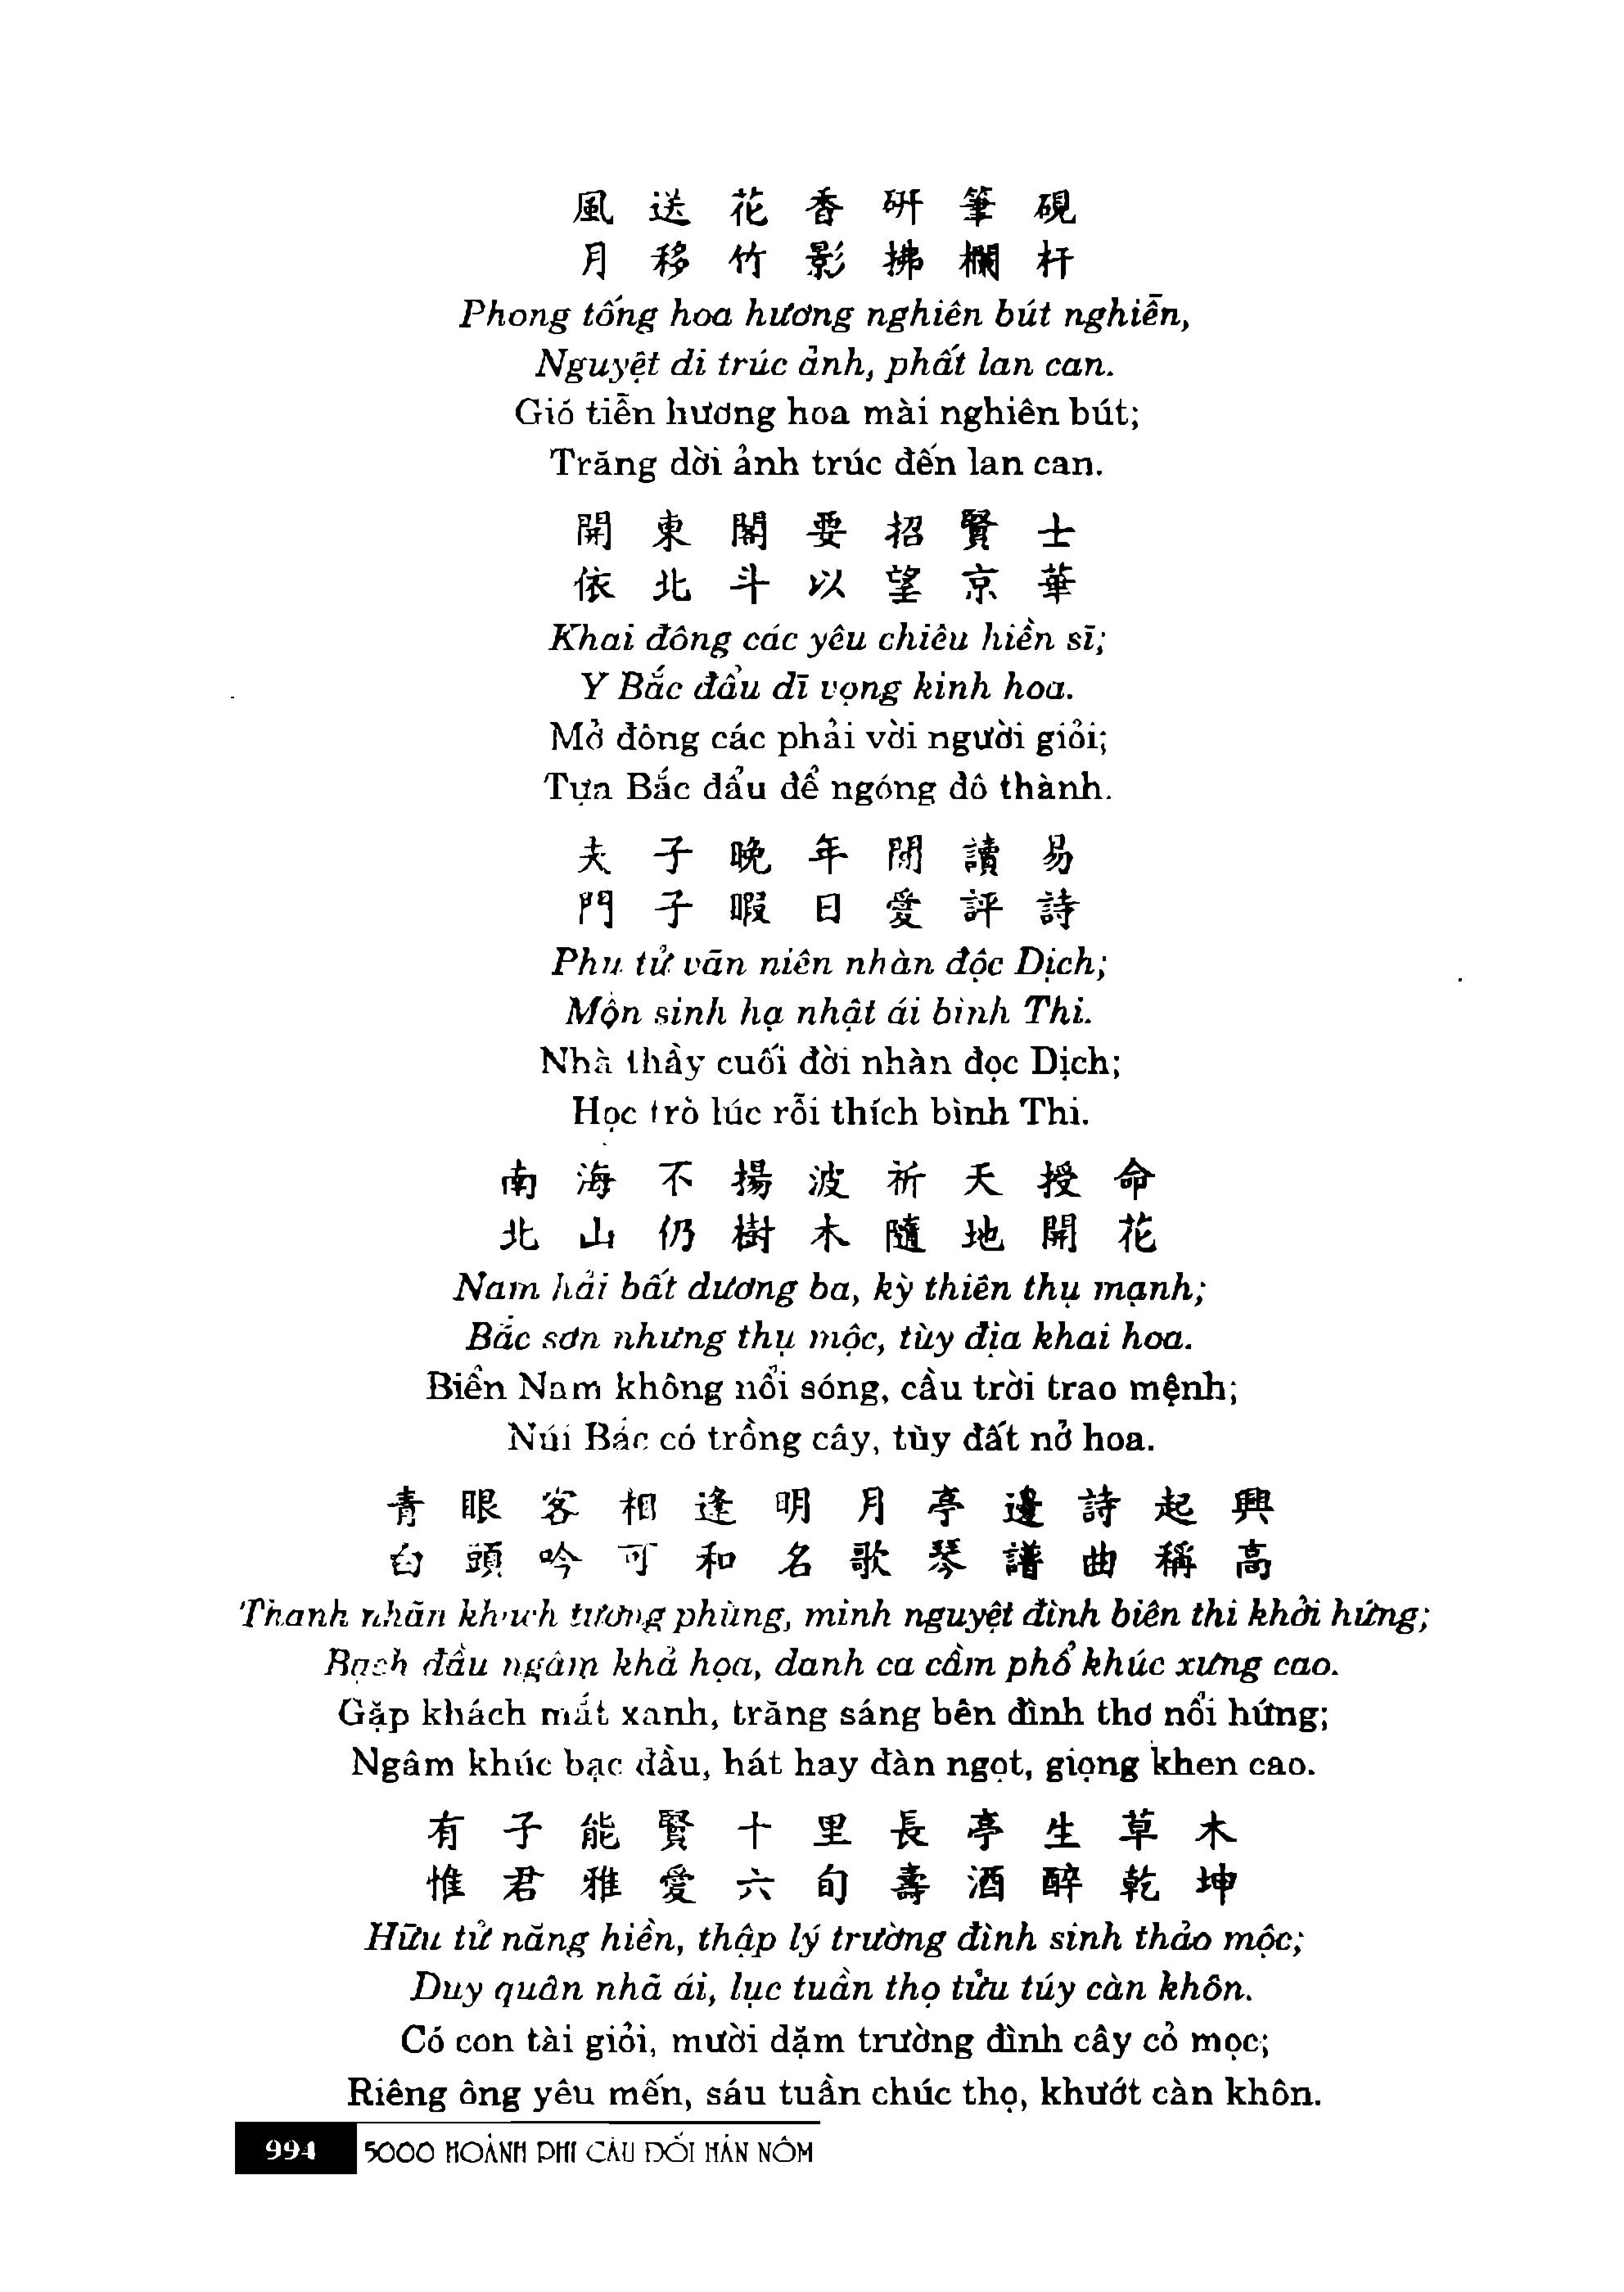 風送花香硏筆硯
月移竹影拂欄杆
Phong tống hoa hương nghiên bút nghiễn,
Nguyệt di trúc ảnh, phất lan can.
Gió tiễn hương hoa mài nghiên bút;
Trăng dời ảnh trúc đến lan can.
開東閣要招賢士
依北斗以望京華
Khai đông các yêu chiêu hiền sĩ;
Y Bắc đẩu dĩ vọng kinh hoa.
Mở đông các phải vời người giỏi;
Tựa Bắc đẩu để ngóng đô thành.
夫子晚年閒讀易
門子暇日愛評詩
Phu tử vãn niên nhàn độc Dịch;
Môn sinh hạ nhật ái bình Thi.
Nhà thầy cuối đời nhàn đọc Dịch;
Học trò lúc rỗi thích bình Thi.
南海不揚波祈天授命
北山仍樹木隨地開花
Nam hải bất dương ba, kỳ thiên thụ mạnh;
Bắc sơn nhưng thụ mộc, tùy địa khai hoa.
Biển Nam không nổi sóng, cầu trời trao mệnh;
Núi Bắc có trồng cây, tùy đất nở hoa.
青眼客相逢明月亭邊詩起興
白頭吟可和名歌琴譜曲稱高
Thanh nhãn khách tương phùng, minh nguyệt đình biên thi khởi hứng;
Bạch đầu ngâm khả họa, danh ca cầm phổ khúc xưng cao.
Gặp khách mắt xanh, trăng sáng bên đình thơ nổi hứng;
Ngâm khúc bạc đầu, hát hay đàn ngọt, giọng khen cao.
有子能賢十里長亭生草木
惟君雅愛六旬壽酒醉乾坤
Hữu tử năng hiền, thập lý trường đình sinh thảo mộc;
Duy quân nhã ái, lục tuần thọ tửu túy càn khôn.
Có con tài giỏi, mười dặm trường đình cây cỏ mọc;
Riêng ông yêu mến, sáu tuần chúc thọ, khướt càn khôn.
994 5000 HOÀNH PHI CÂU ĐỐI HÁN NÔM